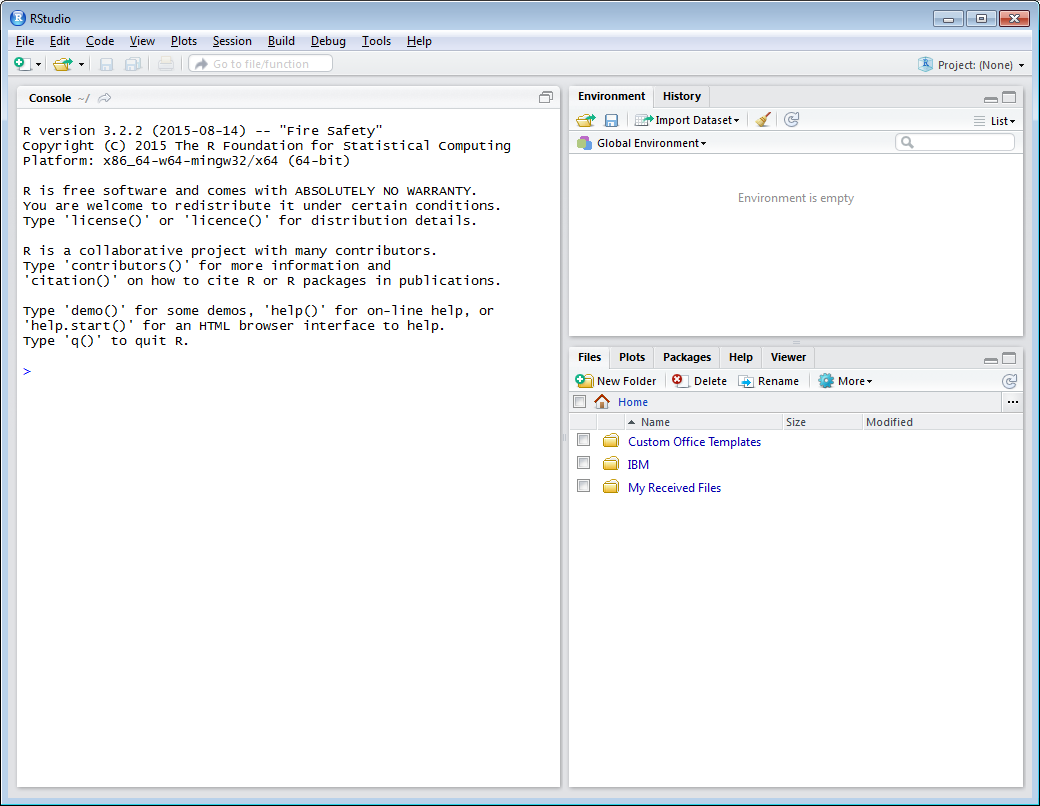 RStudio
File Edit Code View Plots Session Build Debug Tools Help
Go to file/function
Project: (None)
Console ~/
R version 3.2.2 (2015-08-14) -- "Fire Safety"
Copyright (C) 2015 The R Foundation for Statistical Computing
Platform: x86_64-w64-mingw32/x64 (64-bit)
R is free software and comes with ABSOLUTELY NO WARRANTY.
You are welcome to redistribute it under certain conditions.
Type 'license()' or 'licence()' for distribution details.
R is a collaborative project with many contributors.
Type 'contributors()' for more information and
'citation()' on how to cite R or R packages in publications.
Type 'demo()' for some demos, 'help()' for on-line help, or
'help.start()' for an HTML browser interface to help.
Type 'q()' to quit R.
>
Environment History
Import Dataset List
Global Environment
Environment is empty
Files Plots Packages Help Viewer
New Folder Delete Rename More
Home ...
Name Size Modified
Custom Office Templates
IBM
My Received Files